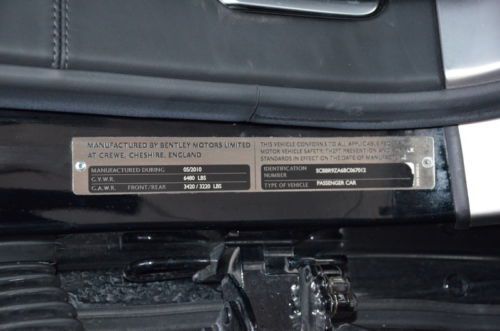 MANUFACTURED BY BENTLEY MOTORS LIMITED
AT CREWE, CHESHIRE, ENGLAND
MANUFACTURED DURING 05/2010
G.V.W.R. 6480 LBS
G.A.W.R. FRONT/REAR 3420 / 3220 LBS
THIS VEHICLE CONFORMS TO ALL APPLICABLE
MOTOR VEHICLE SAFETY, THEFT PREVENTION AND
STANDARDS IN EFFECT ON THE DATE OF MANUFACTURE
IDENTIFICATION
NUMBER
TYPE OF VEHICLE PASSENGER CAR